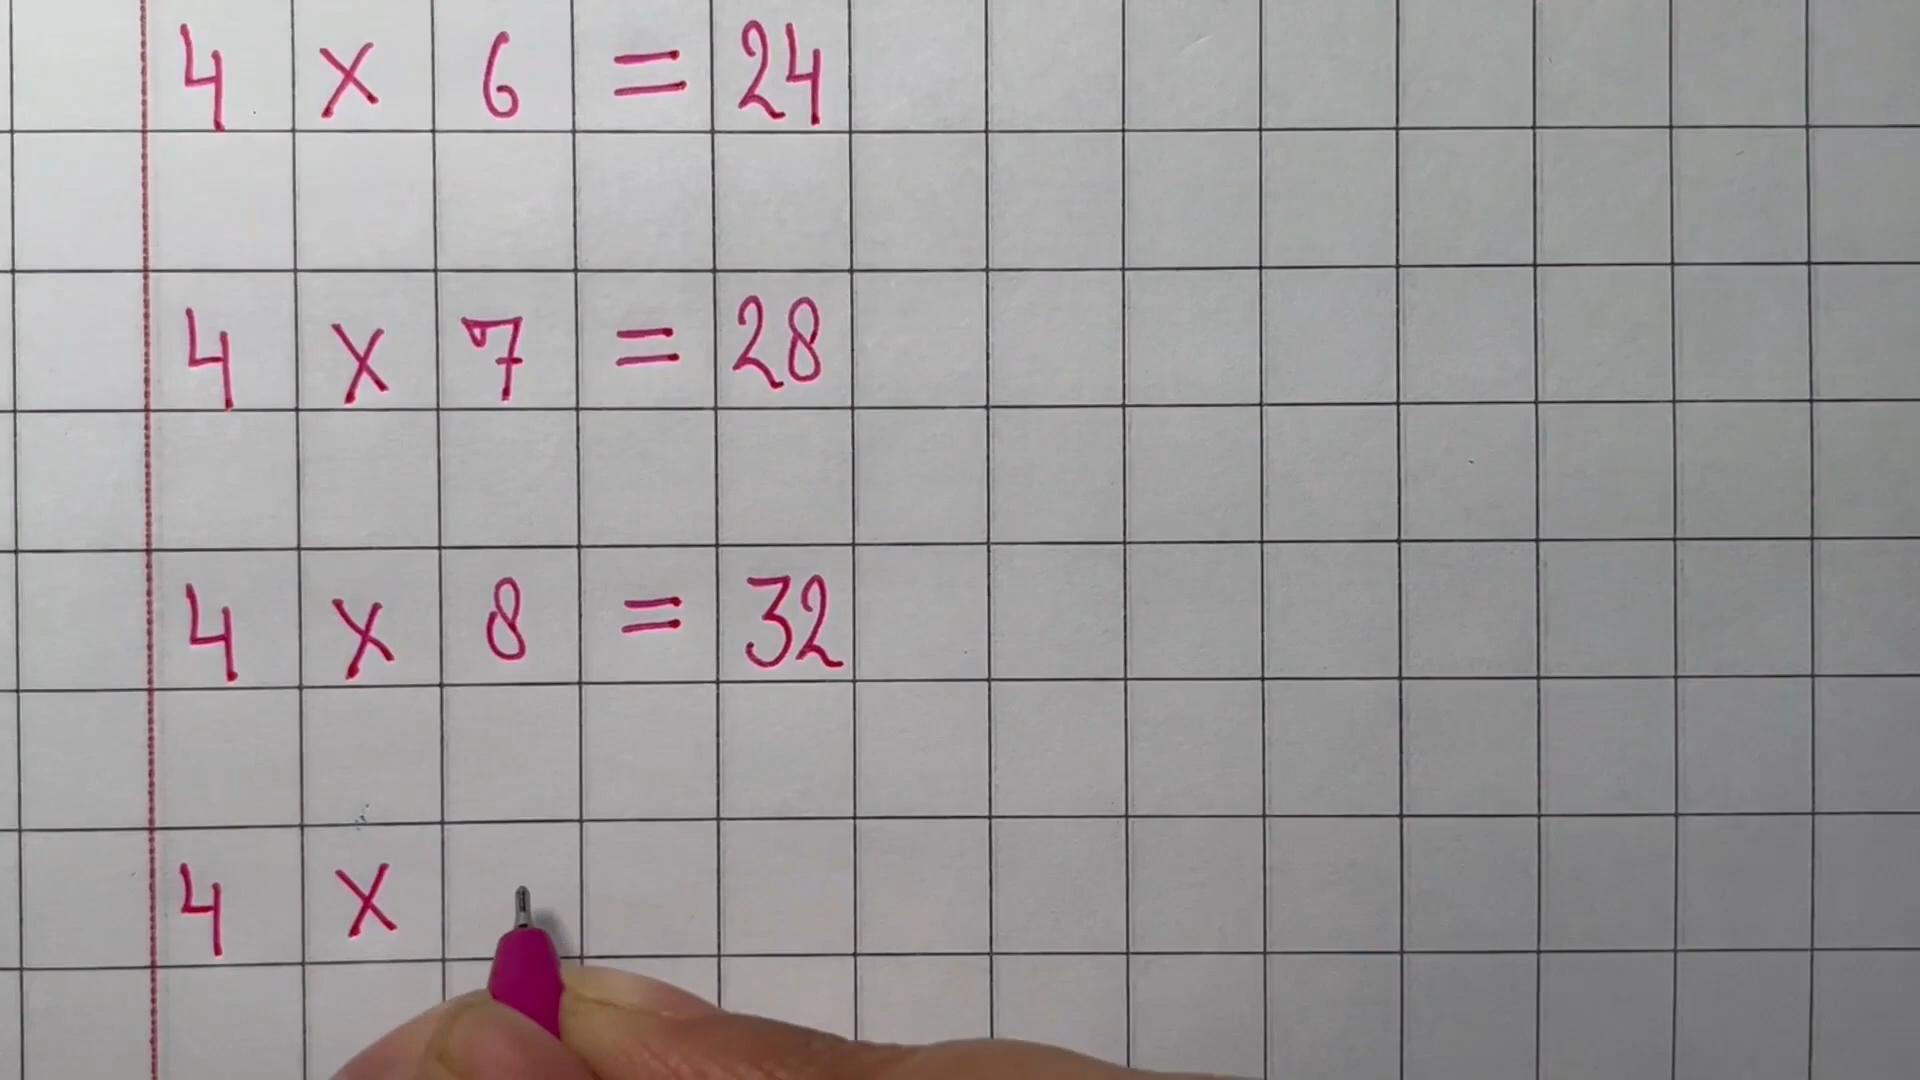 4 x 6 = 24
4 x 7 = 28
4 x 8 = 32
4 x